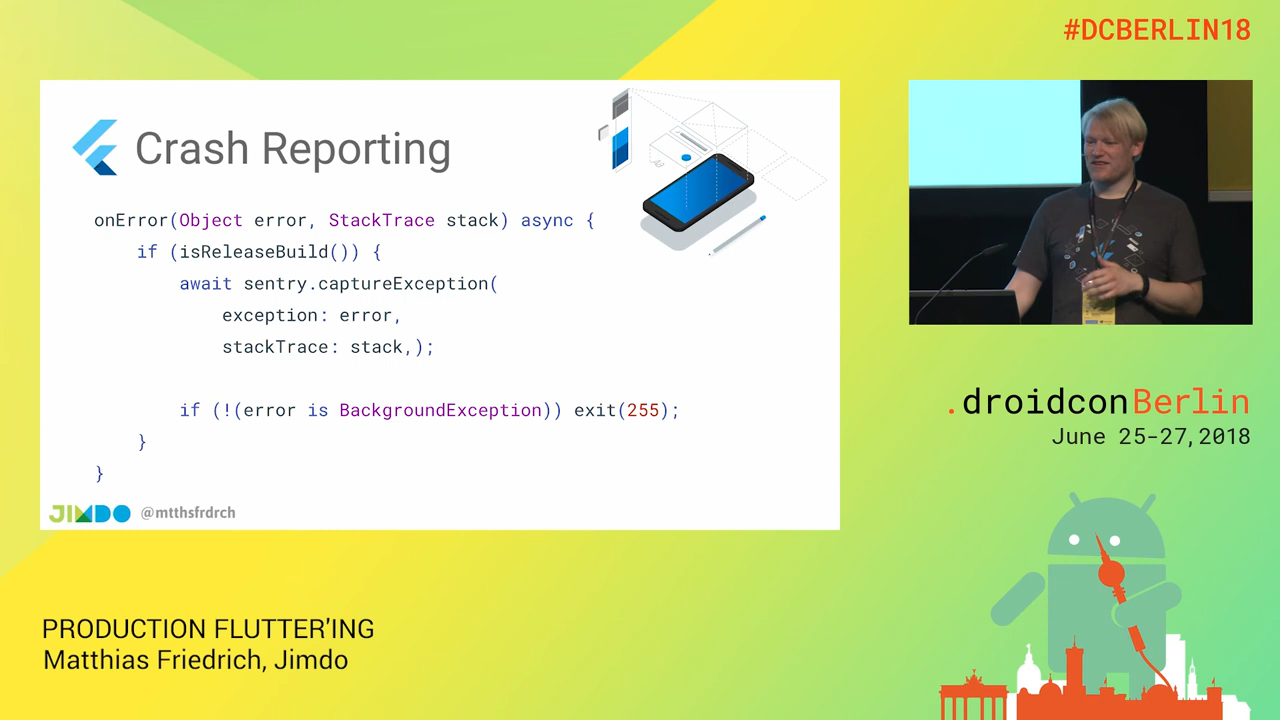 #DCBERLIN18
Crash Reporting
onError(Object error, StackTrace stack) async {
if (isReleaseBuild()) {
await sentry.captureException(
exception: error,
stackTrace: stack,);
if (!(error is BackgroundException)) exit(255);
}
}
JIMDO @mtthsfrdrch
.droidconBerlin
June 25-27, 2018
PRODUCTION FLUTTER'ING
Matthias Friedrich, Jimdo